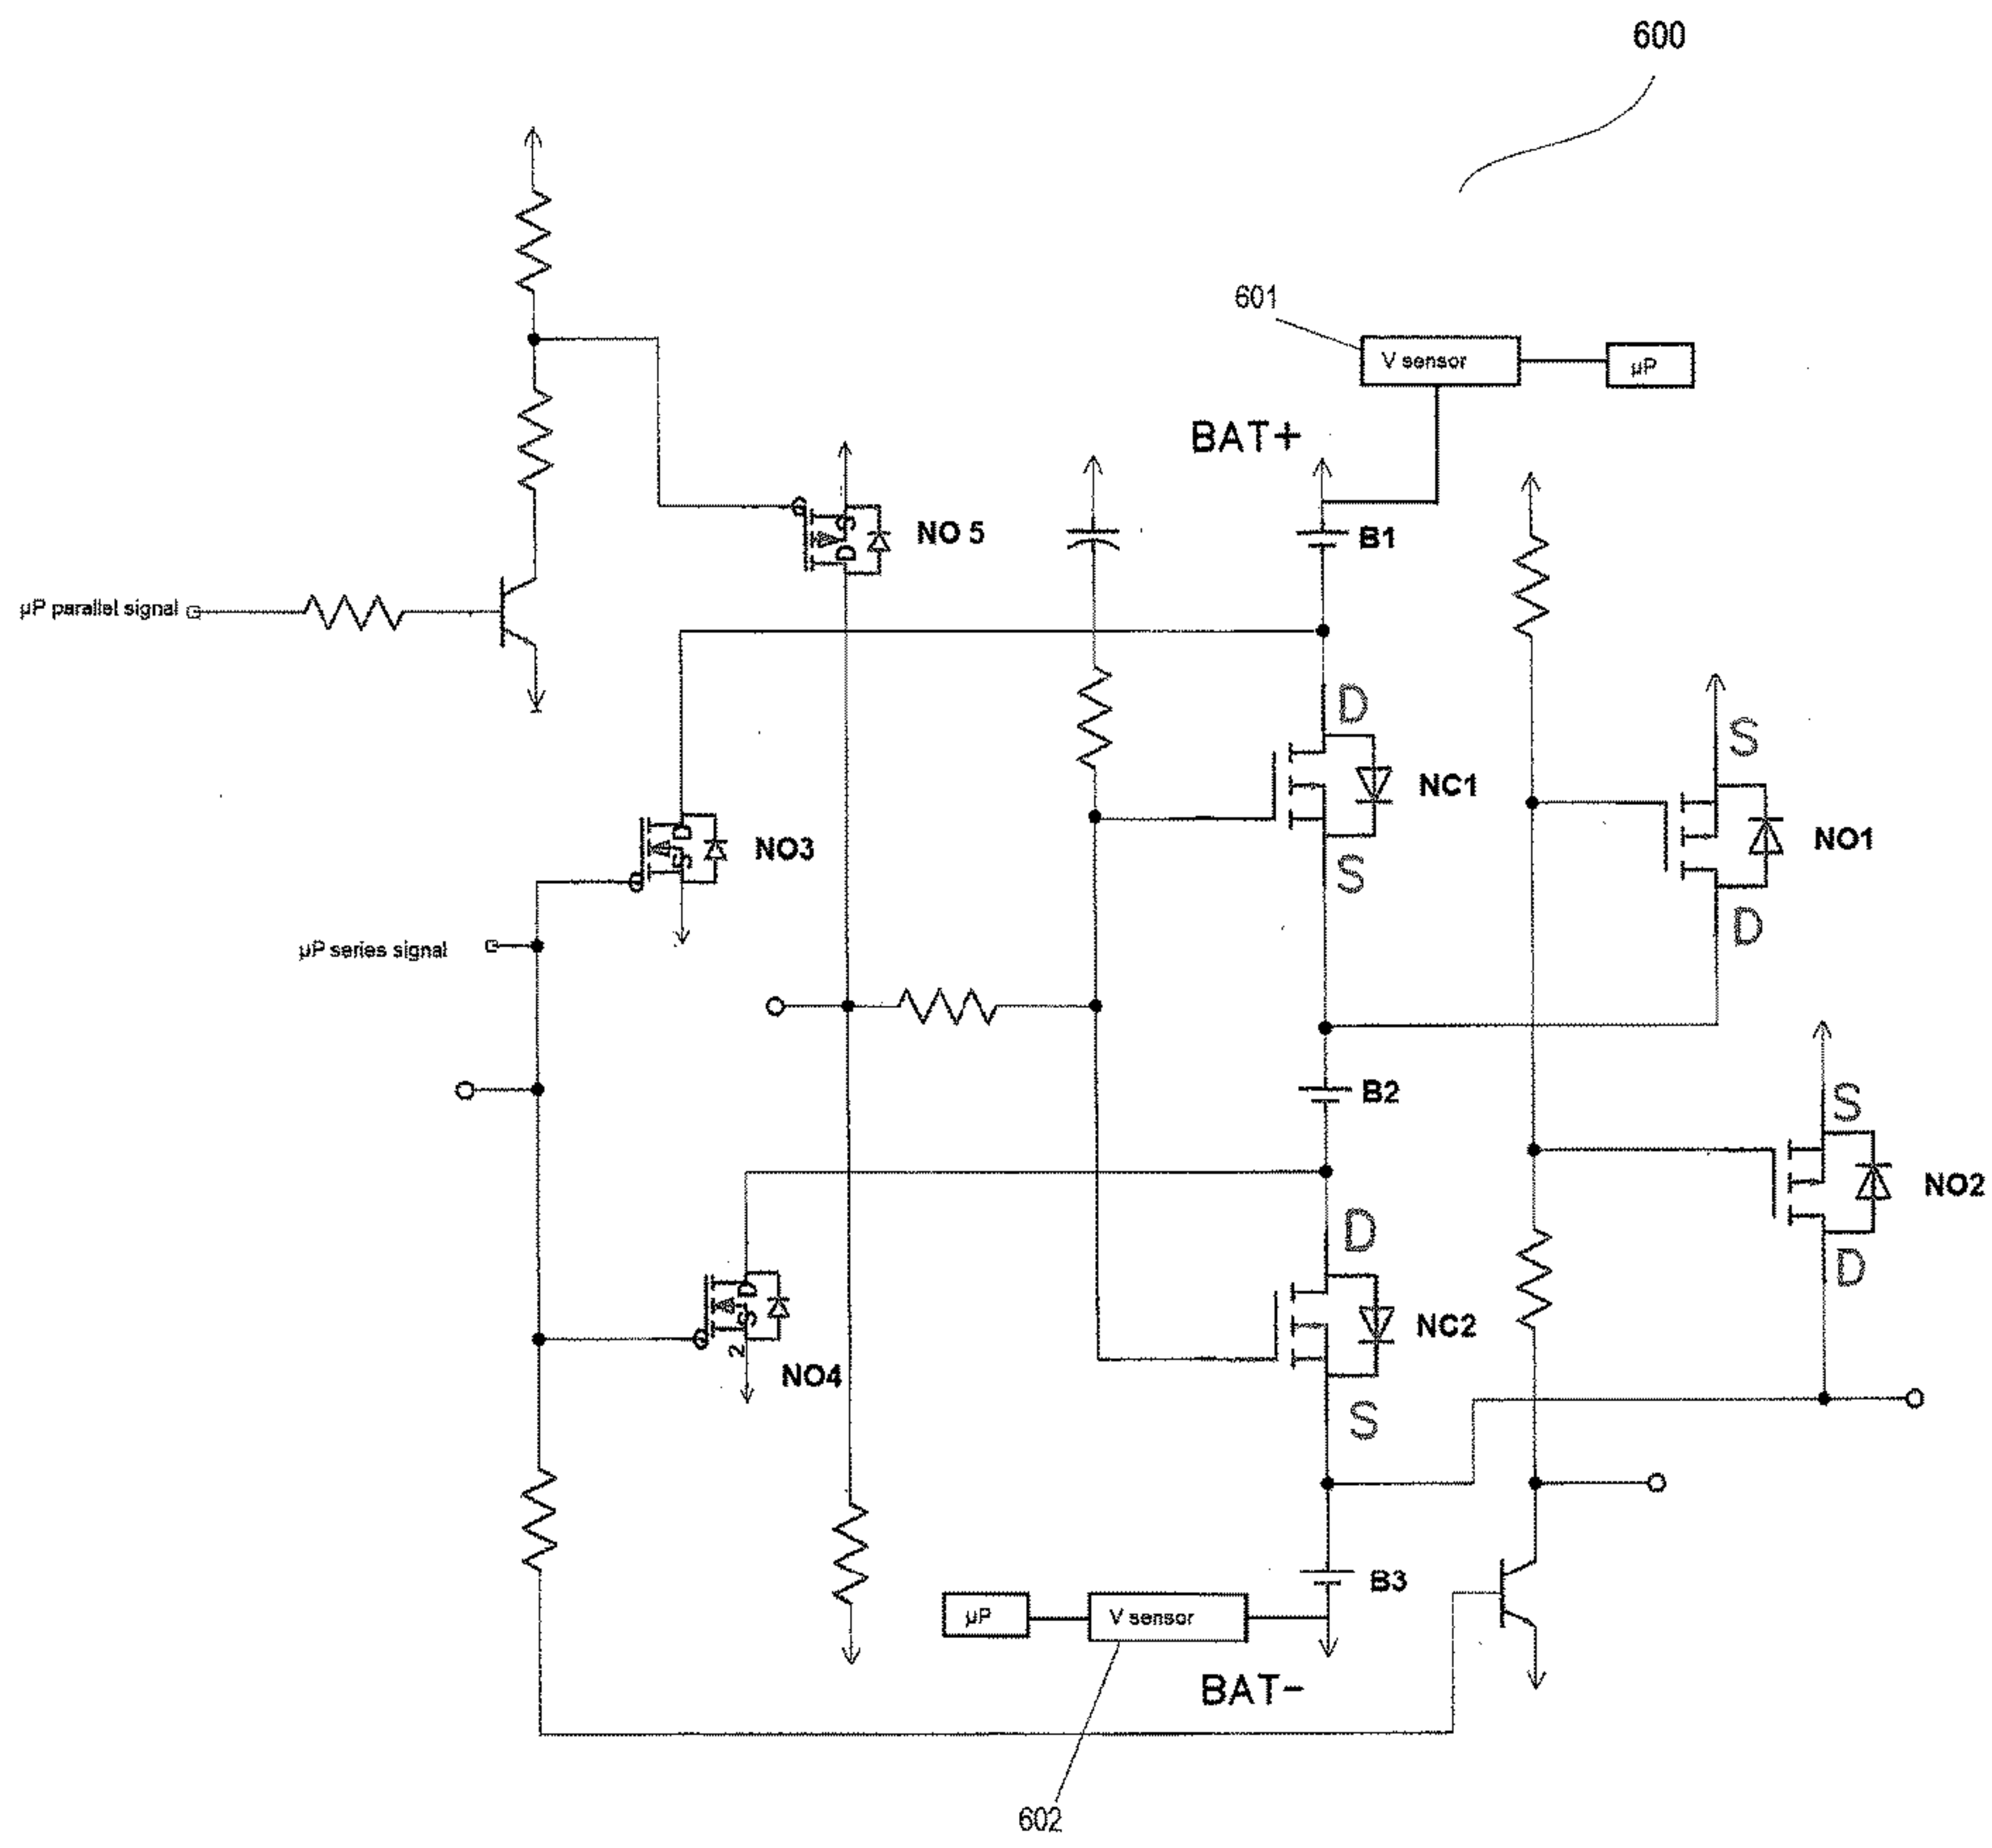 600
601
V sensor
µP
BAT+
B1
NO 5
S
D
µP parallel signal
D
NC1
S
S
NO1
D
D
S
NO3
µP series signal
B2
S
NO2
D
D
NC2
S
D
S
2
NO4
B3
µP
V sensor
BAT-
602